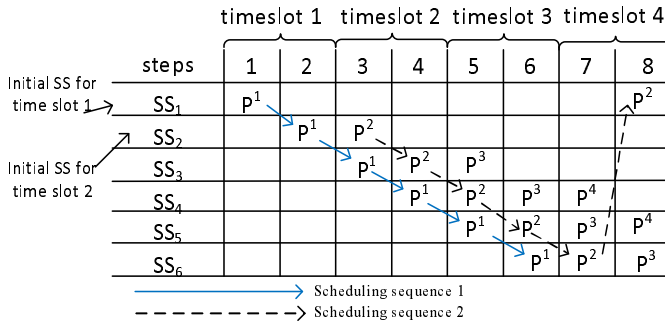 timeslot 1 timeslot 2 timeslot 3 timeslot 4
steps 1 2 3 4 5 6 7 8
Initial SS for
time slot 1
SS₁ P¹ P²
SS₂ P¹ P²
Initial SS for
time slot 2
SS₃ P¹ P² P³
SS₄ P¹ P² P³ P⁴
SS₅ P¹ P² P³ P⁴
SS₆ P¹ P² P³
Scheduling sequence 1
Scheduling sequence 2